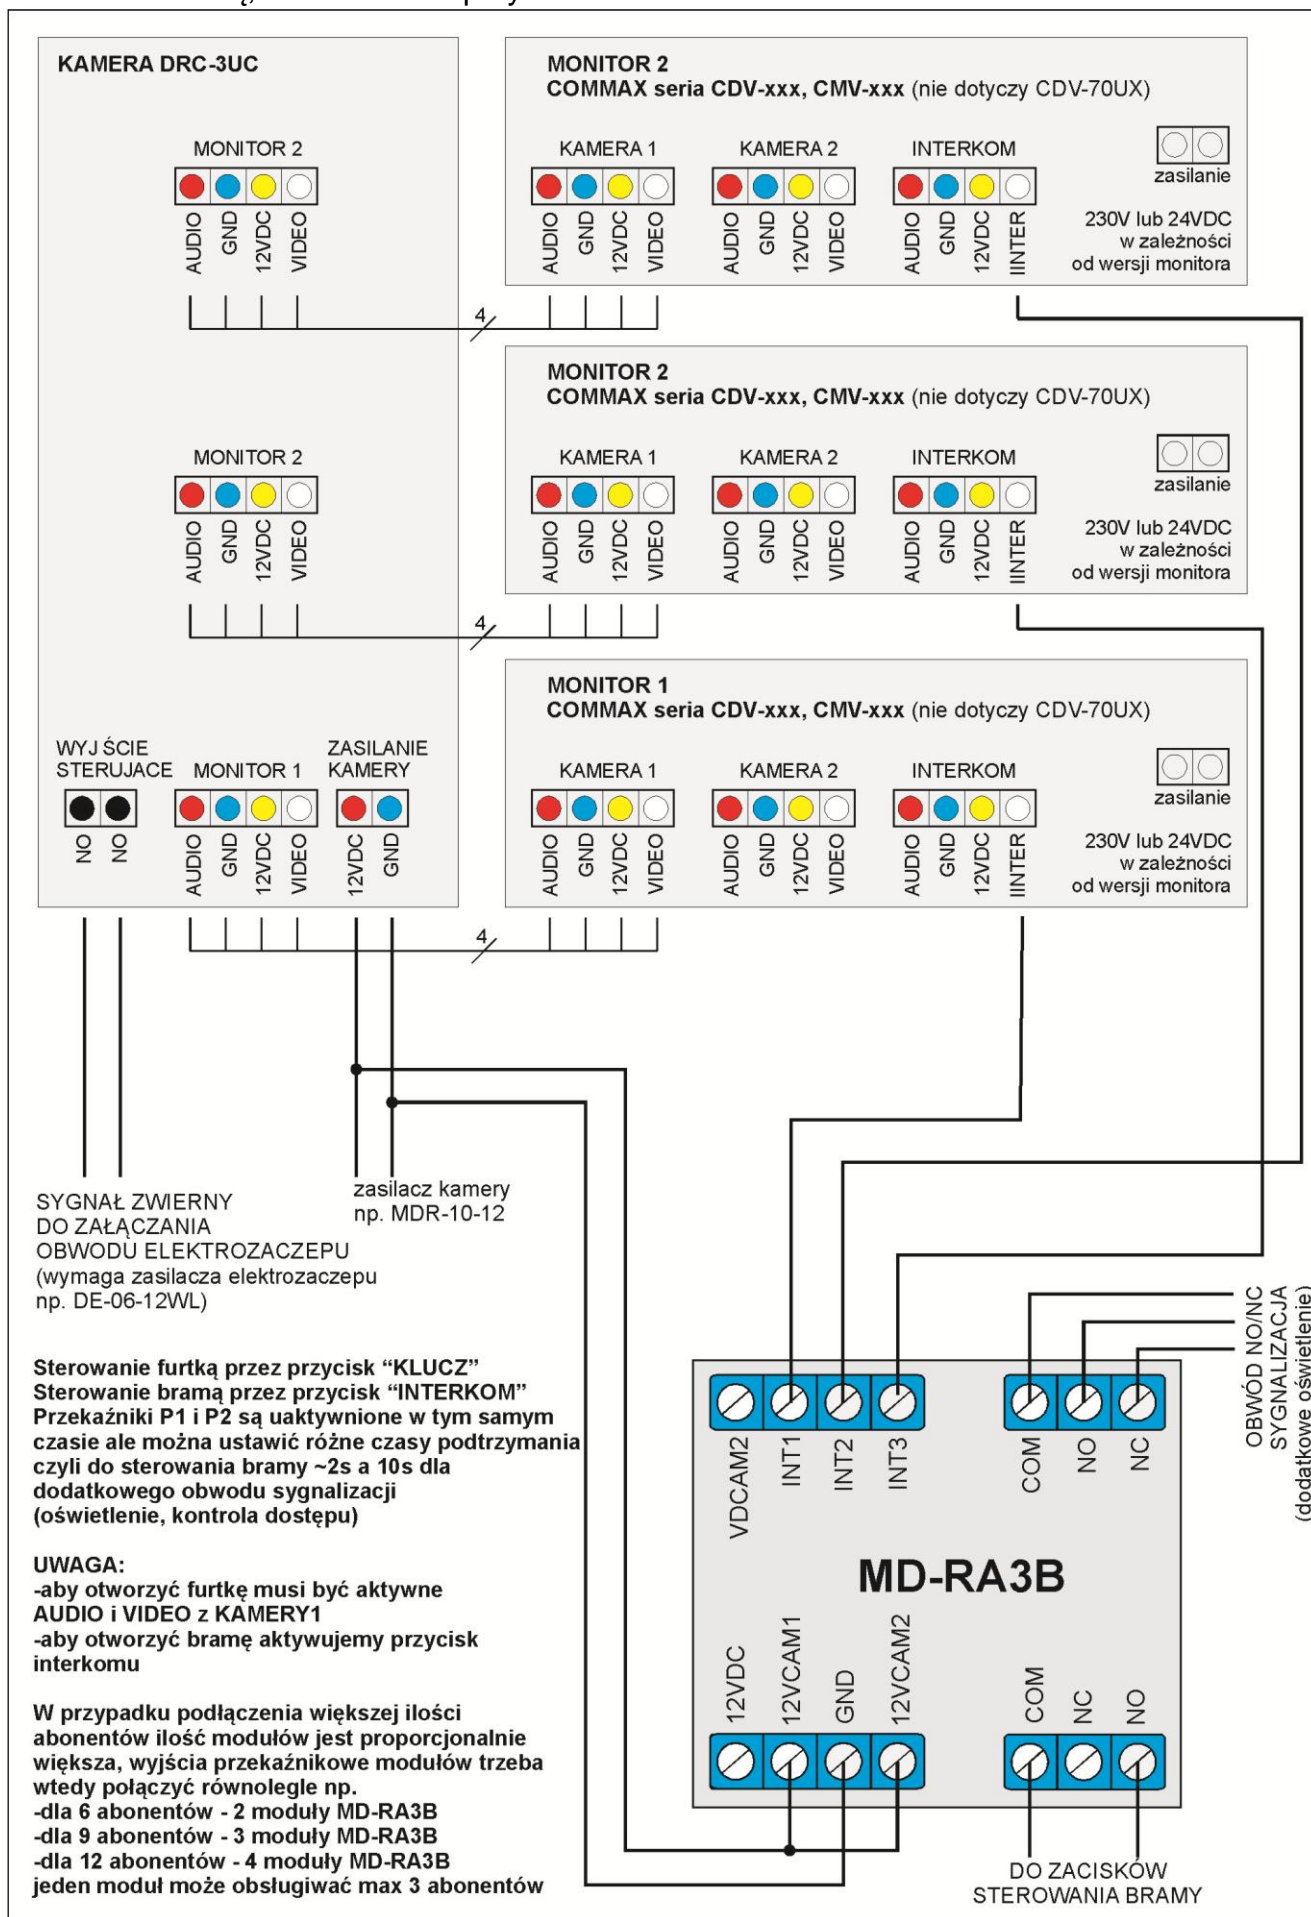 KAMERA DRC-3UC
MONITOR 2
AUDIO
GND
12VDC
VIDEO
MONITOR 2
COMMAX seria CDV-xxx, CMV-xxx (nie dotyczy CDV-70UX)
KAMERA 1
KAMERA 2
INTERKOM
zasilanie
AUDIO
GND
12VDC
VIDEO
AUDIO
GND
12VDC
VIDEO
AUDIO
GND
12VDC
IINTER
230V lub 24VDC
w zależności
od wersji monitora
4
MONITOR 2
AUDIO
GND
12VDC
VIDEO
MONITOR 2
COMMAX seria CDV-xxx, CMV-xxx (nie dotyczy CDV-70UX)
KAMERA 1
KAMERA 2
INTERKOM
zasilanie
AUDIO
GND
12VDC
VIDEO
AUDIO
GND
12VDC
VIDEO
AUDIO
GND
12VDC
IINTER
230V lub 24VDC
w zależności
od wersji monitora
4
WYJ ŚCIE
STERUJACE
NO
NO
MONITOR 1
AUDIO
GND
12VDC
VIDEO
ZASILANIE
KAMERY
12VDC
GND
MONITOR 1
COMMAX seria CDV-xxx, CMV-xxx (nie dotyczy CDV-70UX)
KAMERA 1
KAMERA 2
INTERKOM
zasilanie
AUDIO
GND
12VDC
VIDEO
AUDIO
GND
12VDC
VIDEO
AUDIO
GND
12VDC
IINTER
230V lub 24VDC
w zależności
od wersji monitora
4
SYGNAŁ ZWIERNY
DO ZAŁĄCZANIA
OBWODU ELEKTROZACZEPU
(wymaga zasilacza elektrozaczepu
np. DE-06-12WL)
zasilacz kamery
np. MDR-10-12
Sterowanie furtką przez przycisk “KLUCZ”
Sterowanie bramą przez przycisk “INTERKOM”
Przekaźniki P1 i P2 są uaktywnione w tym samym
czasie ale można ustawić różne czasy podtrzymania
czyli do sterowania bramy ~2s a 10s dla
dodatkowego obwodu sygnalizacji
(oświetlenie, kontrola dostępu)
UWAGA:
-aby otworzyć furtkę musi być aktywne
AUDIO i VIDEO z KAMERY1
-aby otworzyć bramę aktywujemy przycisk
interkomu
W przypadku podłączenia większej ilości
abonentów ilość modułów jest proporcjonalnie
większa, wyjścia przekaźnikowe modułów trzeba
wtedy połączyć równolegle np.
-dla 6 abonentów - 2 moduły MD-RA3B
-dla 9 abonentów - 3 moduły MD-RA3B
-dla 12 abonentów - 4 moduły MD-RA3B
jeden moduł może obsługiwać max 3 abonentów
OBWÓD NO/NC
SYGNALIZACJA
(dodatkowe oświetlenie)
VDCAM2
INT1
INT2
INT3
COM
NO
NC
MD-RA3B
12VDC
12VCAM1
GND
12VCAM2
COM
NC
NO
DO ZACISKÓW
STEROWANIA BRAMY